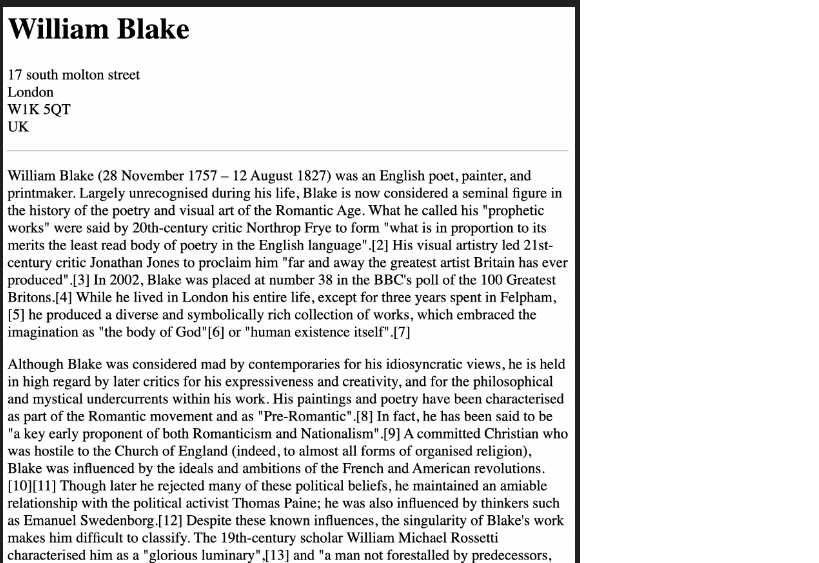 William Blake
17 south molton street
London
W1K 5QT
UK
William Blake (28 November 1757 – 12 August 1827) was an English poet, painter, and
printmaker. Largely unrecognised during his life, Blake is now considered a seminal figure in
the history of the poetry and visual art of the Romantic Age. What he called his "prophetic
works" were said by 20th-century critic Northrop Frye to form "what is in proportion to its
merits the least read body of poetry in the English language".[2] His visual artistry led 21st-
century critic Jonathan Jones to proclaim him "far and away the greatest artist Britain has ever
produced".[3] In 2002, Blake was placed at number 38 in the BBC's poll of the 100 Greatest
Britons.[4] While he lived in London his entire life, except for three years spent in Felpham,
[5] he produced a diverse and symbolically rich collection of works, which embraced the
imagination as "the body of God"[6] or "human existence itself".[7]
Although Blake was considered mad by contemporaries for his idiosyncratic views, he is held
in high regard by later critics for his expressiveness and creativity, and for the philosophical
and mystical undercurrents within his work. His paintings and poetry have been characterised
as part of the Romantic movement and as "Pre-Romantic".[8] In fact, he has been said to be
"a key early proponent of both Romanticism and Nationalism".[9] A committed Christian who
was hostile to the Church of England (indeed, to almost all forms of organised religion),
Blake was influenced by the ideals and ambitions of the French and American revolutions.
[10][11] Though later he rejected many of these political beliefs, he maintained an amiable
relationship with the political activist Thomas Paine; he was also influenced by thinkers such
as Emanuel Swedenborg.[12] Despite these known influences, the singularity of Blake's work
makes him difficult to classify. The 19th-century scholar William Michael Rossetti
characterised him as a "glorious luminary",[13] and "a man not forestalled by predecessors,